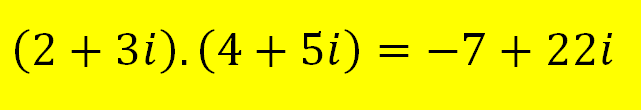 (2 + 3i).(4 + 5i) = −7 + 22i